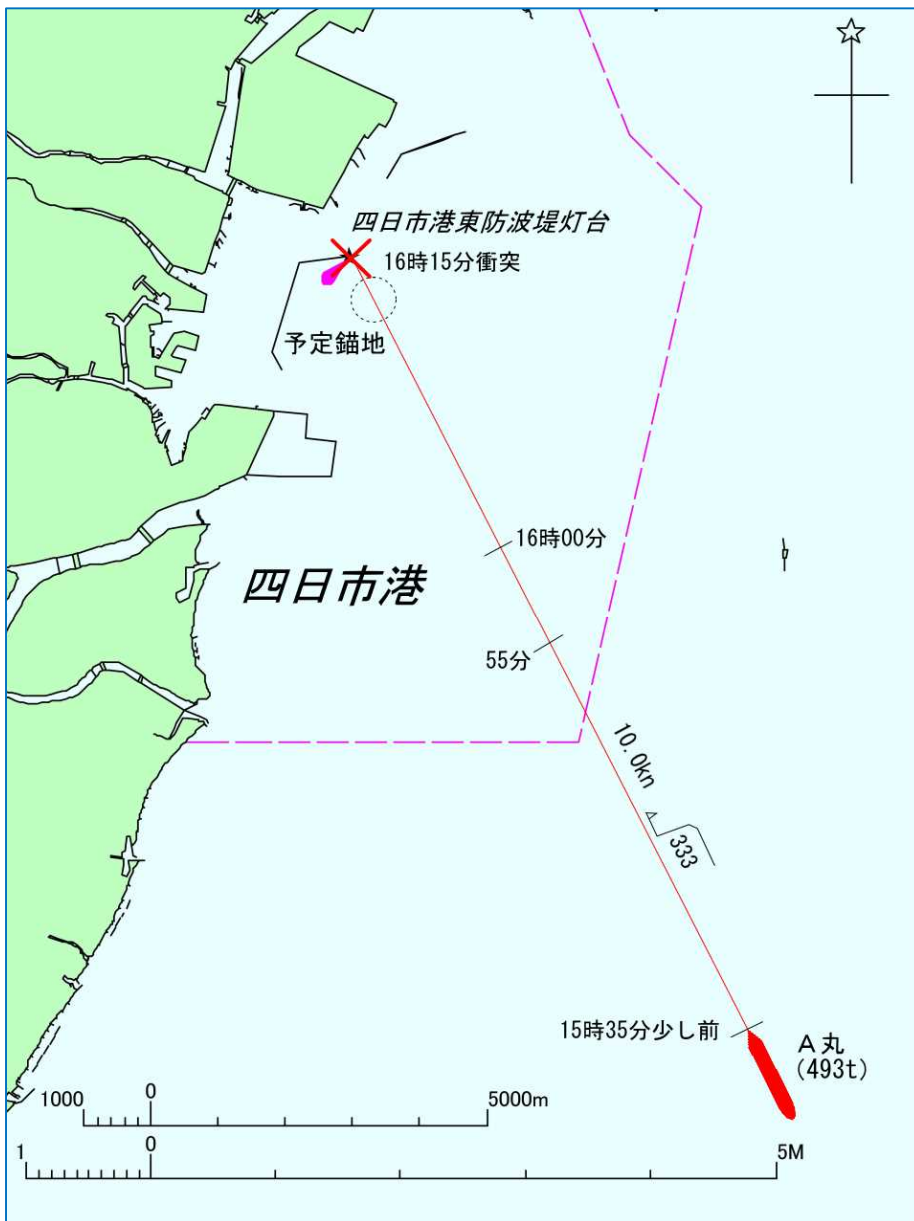 四日市港東防波堤灯台
16時15分衝突
予定錨地
16時00分
四日市港
55分
10.0kn
333
15時35分少し前
A丸
(493t)
1000 0 5000m
1 0 5M